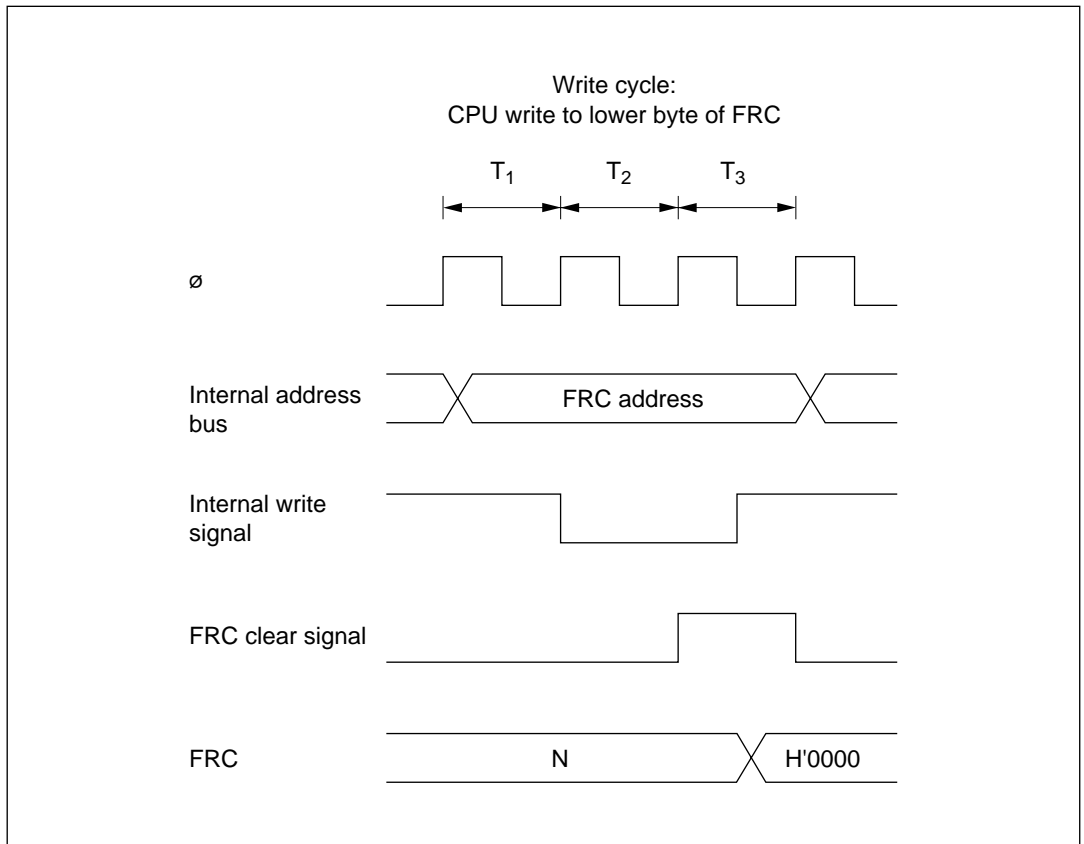 Write cycle:
CPU write to lower byte of FRC
T1 T2 T3
ø
Internal address
bus
FRC address
Internal write
signal
FRC clear signal
FRC
N
H'0000